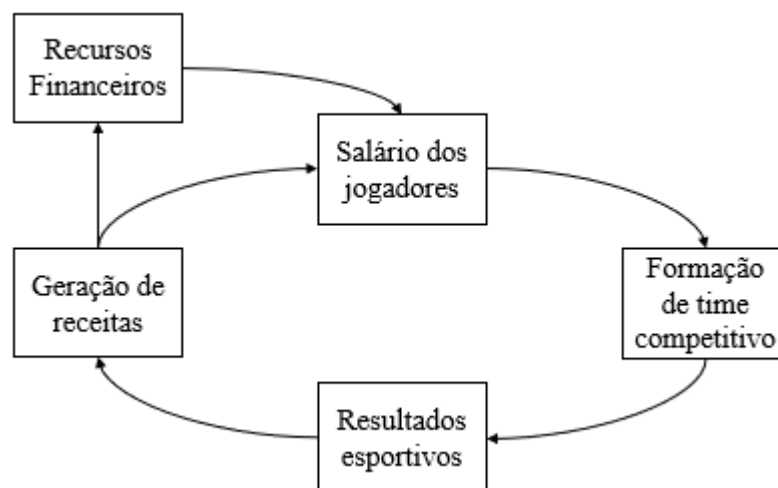 Recursos
Financeiros
Salário dos
jogadores
Geração de
receitas
Formação
de time
competitivo
Resultados
esportivos